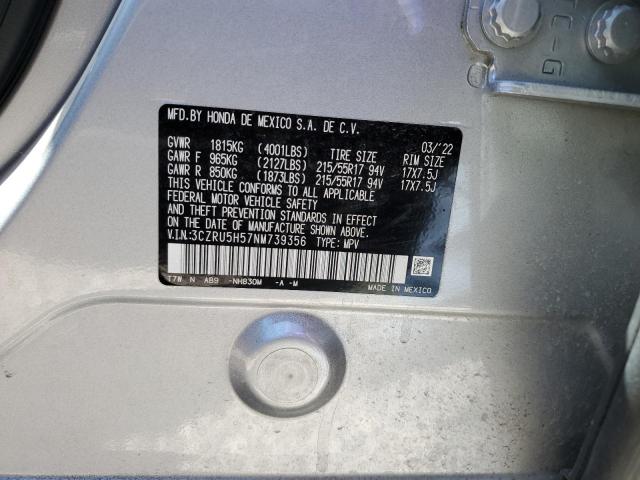 MFD.BY HONDA DE MEXICO S.A. DE C.V.
GVWR 1815KG (4001LBS) TIRE SIZE 03/'22 RIM SIZE
GAWR F 965KG (2127LBS) 215/55R17 94V 17X7.5J
GAWR R 850KG (1873LBS) 215/55R17 94V 17X7.5J
THIS VEHICLE CONFORMS TO ALL APPLICABLE
FEDERAL MOTOR VEHICLE SAFETY
AND THEFT PREVENTION STANDARDS IN EFFECT
ON THE DATE OF MANUFACTURE SHOWN ABOVE.
V.I.N.:3CZRU5H57NM739356 TYPE: MPV
T7W N AB9 -NH830M -A -M MADE IN MEXICO
C-G